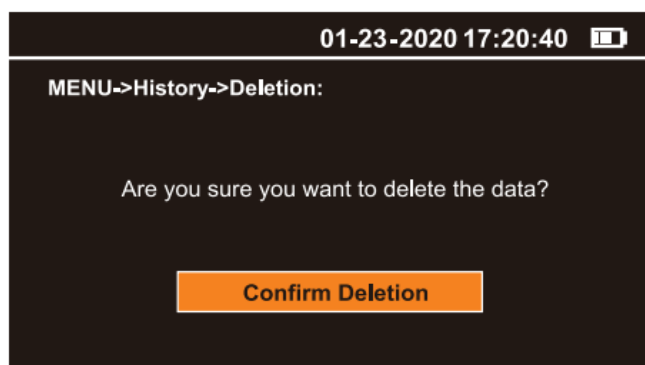 01-23-2020 17:20:40
MENU->History->Deletion:
Are you sure you want to delete the data?
Confirm Deletion